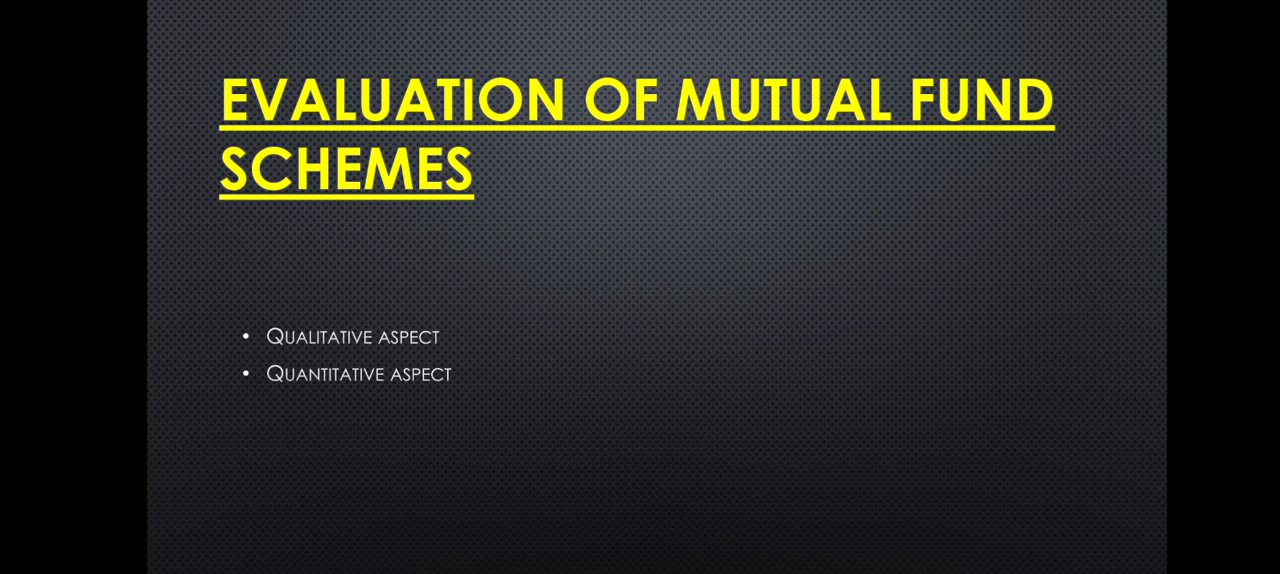 EVALUATION OF MUTUAL FUND
SCHEMES
• QUALITATIVE ASPECT
• QUANTITATIVE ASPECT